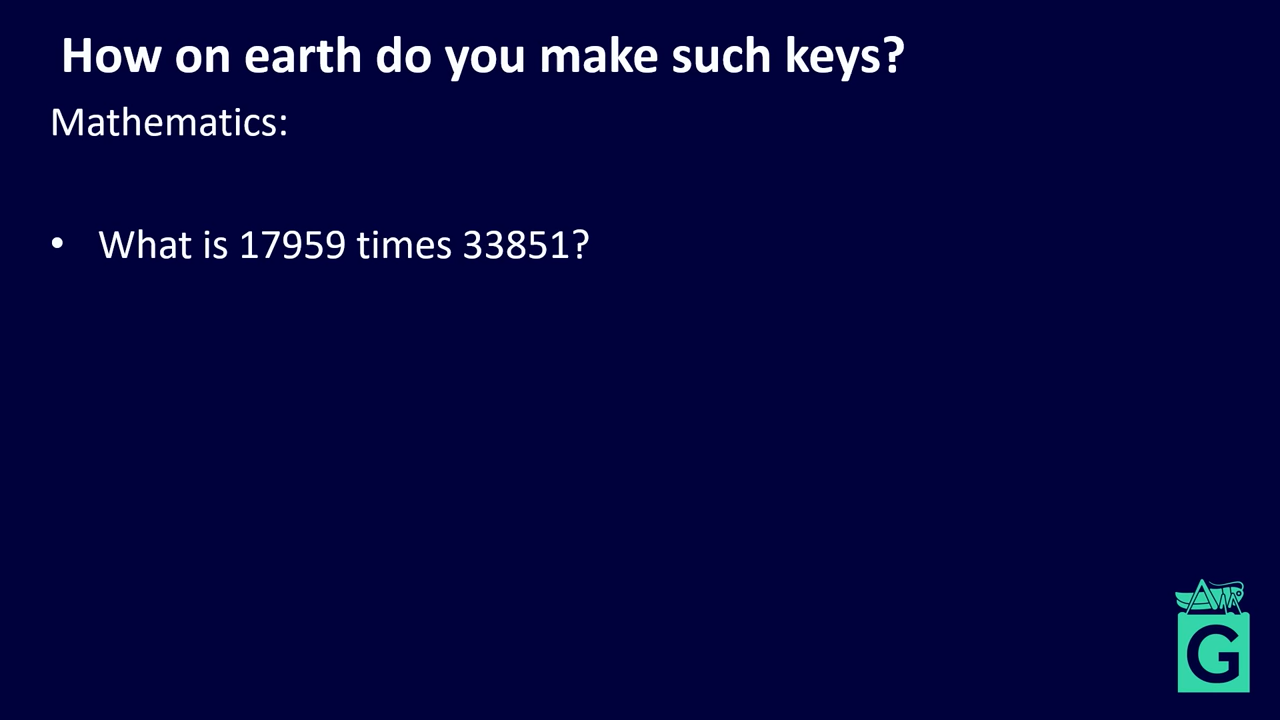 How on earth do you make such keys?
Mathematics:
• What is 17959 times 33851?
G